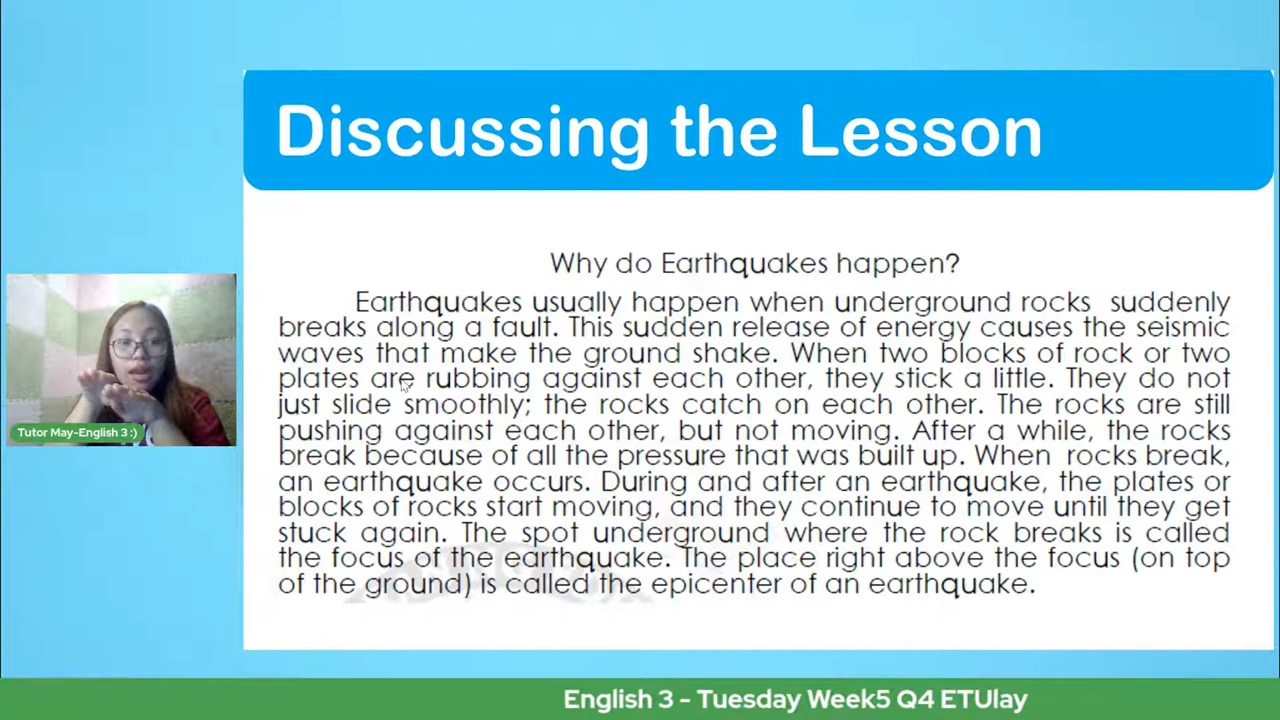 Discussing the Lesson
Why do Earthquakes happen?
Earthquakes usually happen when underground rocks suddenly
breaks along a fault. This sudden release of energy causes the seismic
waves that make the ground shake. When two blocks of rock or two
plates are rubbing against each other, they stick a little. They do not
just slide smoothly; the rocks catch on each other. The rocks are still
pushing against each other, but not moving. After a while, the rocks
break because of all the pressure that was built up. When rocks break,
an earthquake occurs. During and after an earthquake, the plates or
blocks of rocks start moving, and they continue to move until they get
stuck again. The spot underground where the rock breaks is called
the focus of the earthquake. The place right above the focus (on top
of the ground) is called the epicenter of an earthquake.
Tutor May-English 3 :)
English 3 - Tuesday Week5 Q4 ETUlay